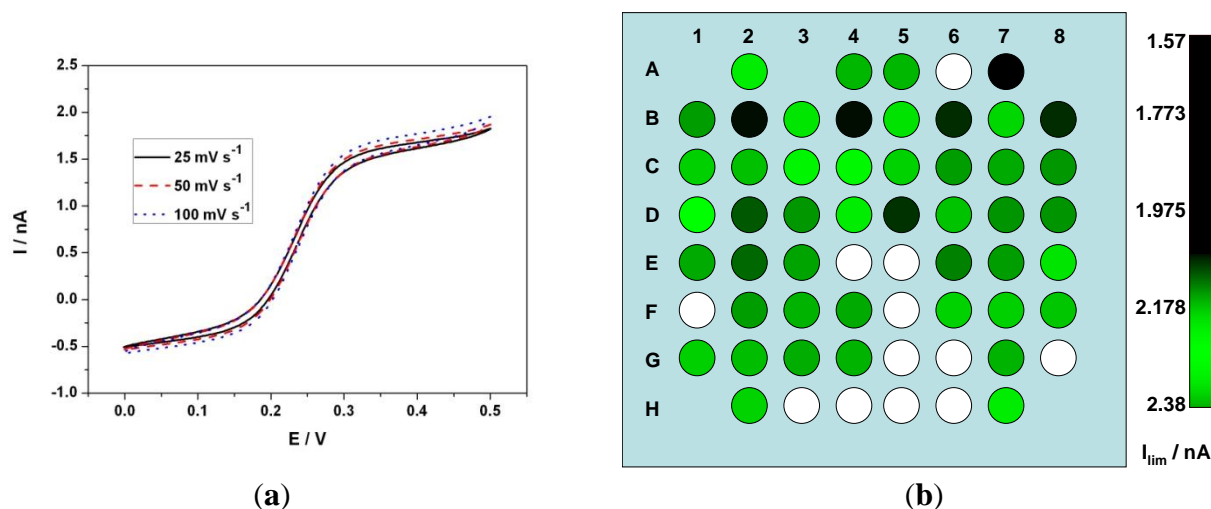 2.5
2.0
1.5
1.0
0.5
0.0
-0.5
-1.0
I / nA
25 mV s⁻¹
50 mV s⁻¹
100 mV s⁻¹
0.0 0.1 0.2 0.3 0.4 0.5
E / V
(a)
1 2 3 4 5 6 7 8
A
B
C
D
E
F
G
H
1.57
1.773
1.975
2.178
2.38
I_lim / nA
(b)